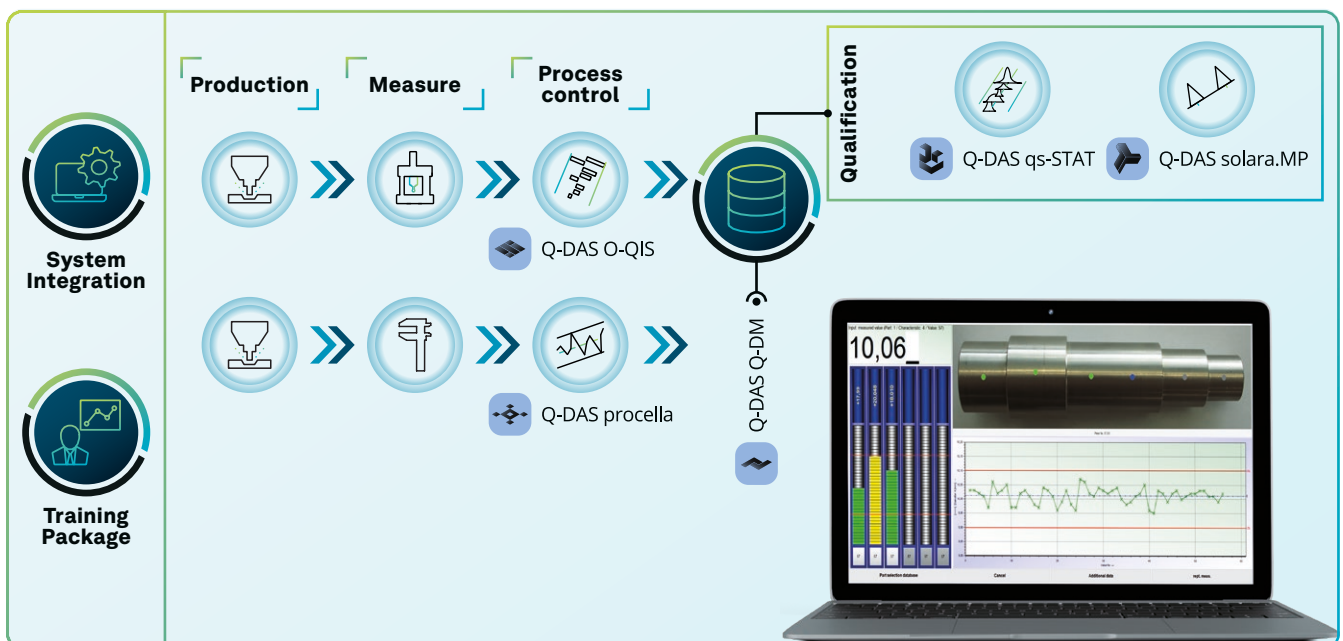 System
Integration
Training
Package
Production
Measure
Process
control
Q-DAS O-QIS
Q-DAS procella
Q-DAS Q-DM
Qualification
Q-DAS qs-STAT
Q-DAS solara.MP
10,06
Part selection database
Cancel
Additional data